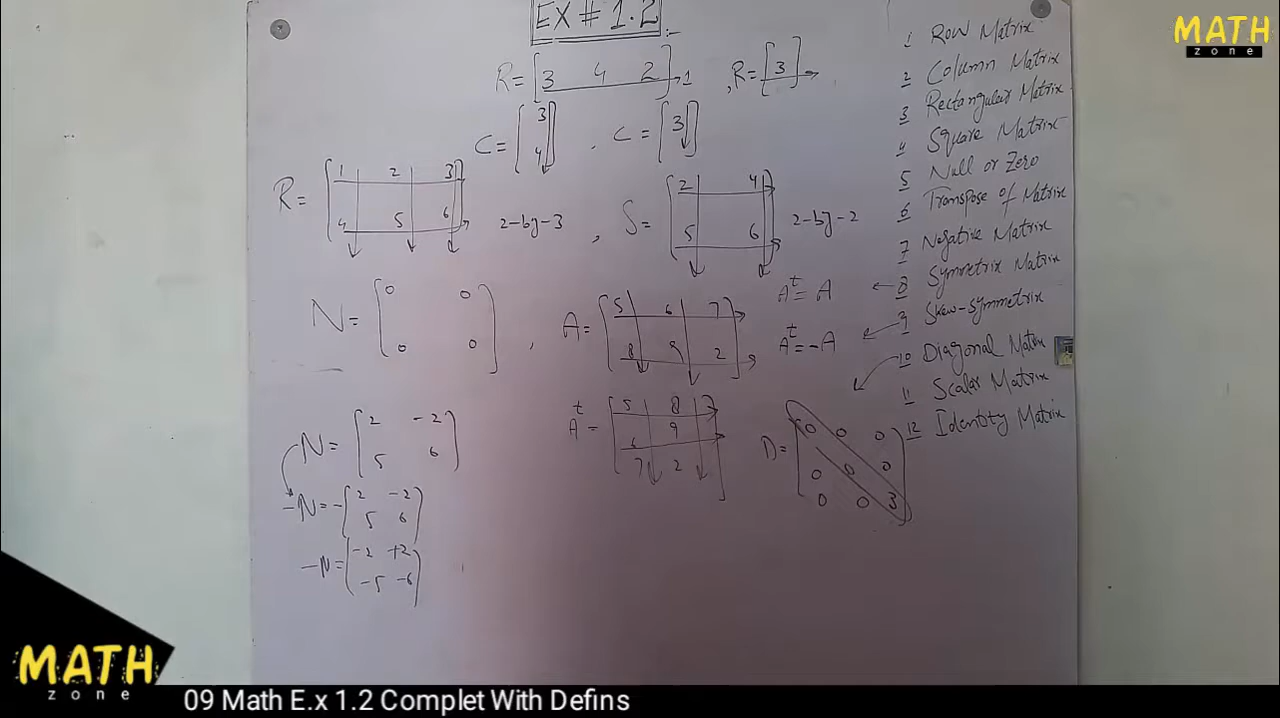 EX # 1.2 :-
R = [ 3 4 2 ] 1 , R = [ 3 ]
C = [ 3
4 ] , C = [ 3 ]
R = [ 1 2 3
4 5 6 ] 2-by-3 , S = [ 2 4
5 6 ] 2-by-2
N = [ 0 0
0 0 ] , A = [ 5 6 7
8 9 2 ]
A^t = A
A^t = -A
N = [ 2 -2
5 6 ]
-N = -[ 2 -2
5 6 ]
-N = [ -2 +2
-5 -6 ]
A^t = [ 5 8
6 9
7 2 ]
D = [ 0 0 0
0 0 0
0 0 3 ]
1 Row Matrix
2 Column Matrix
3 Rectangular Matrix
4 Square Matrix
5 Null or Zero
6 Transpose of Matrix
7 Negative Matrix
8 Symmetrix Matrix
9 Skew-Symmetrix
10 Diagonal Matrix
11 Scalar Matrix
12 Identity Matrix
MATH
zone
MATH
zone
09 Math E.x 1.2 Complet With Defins